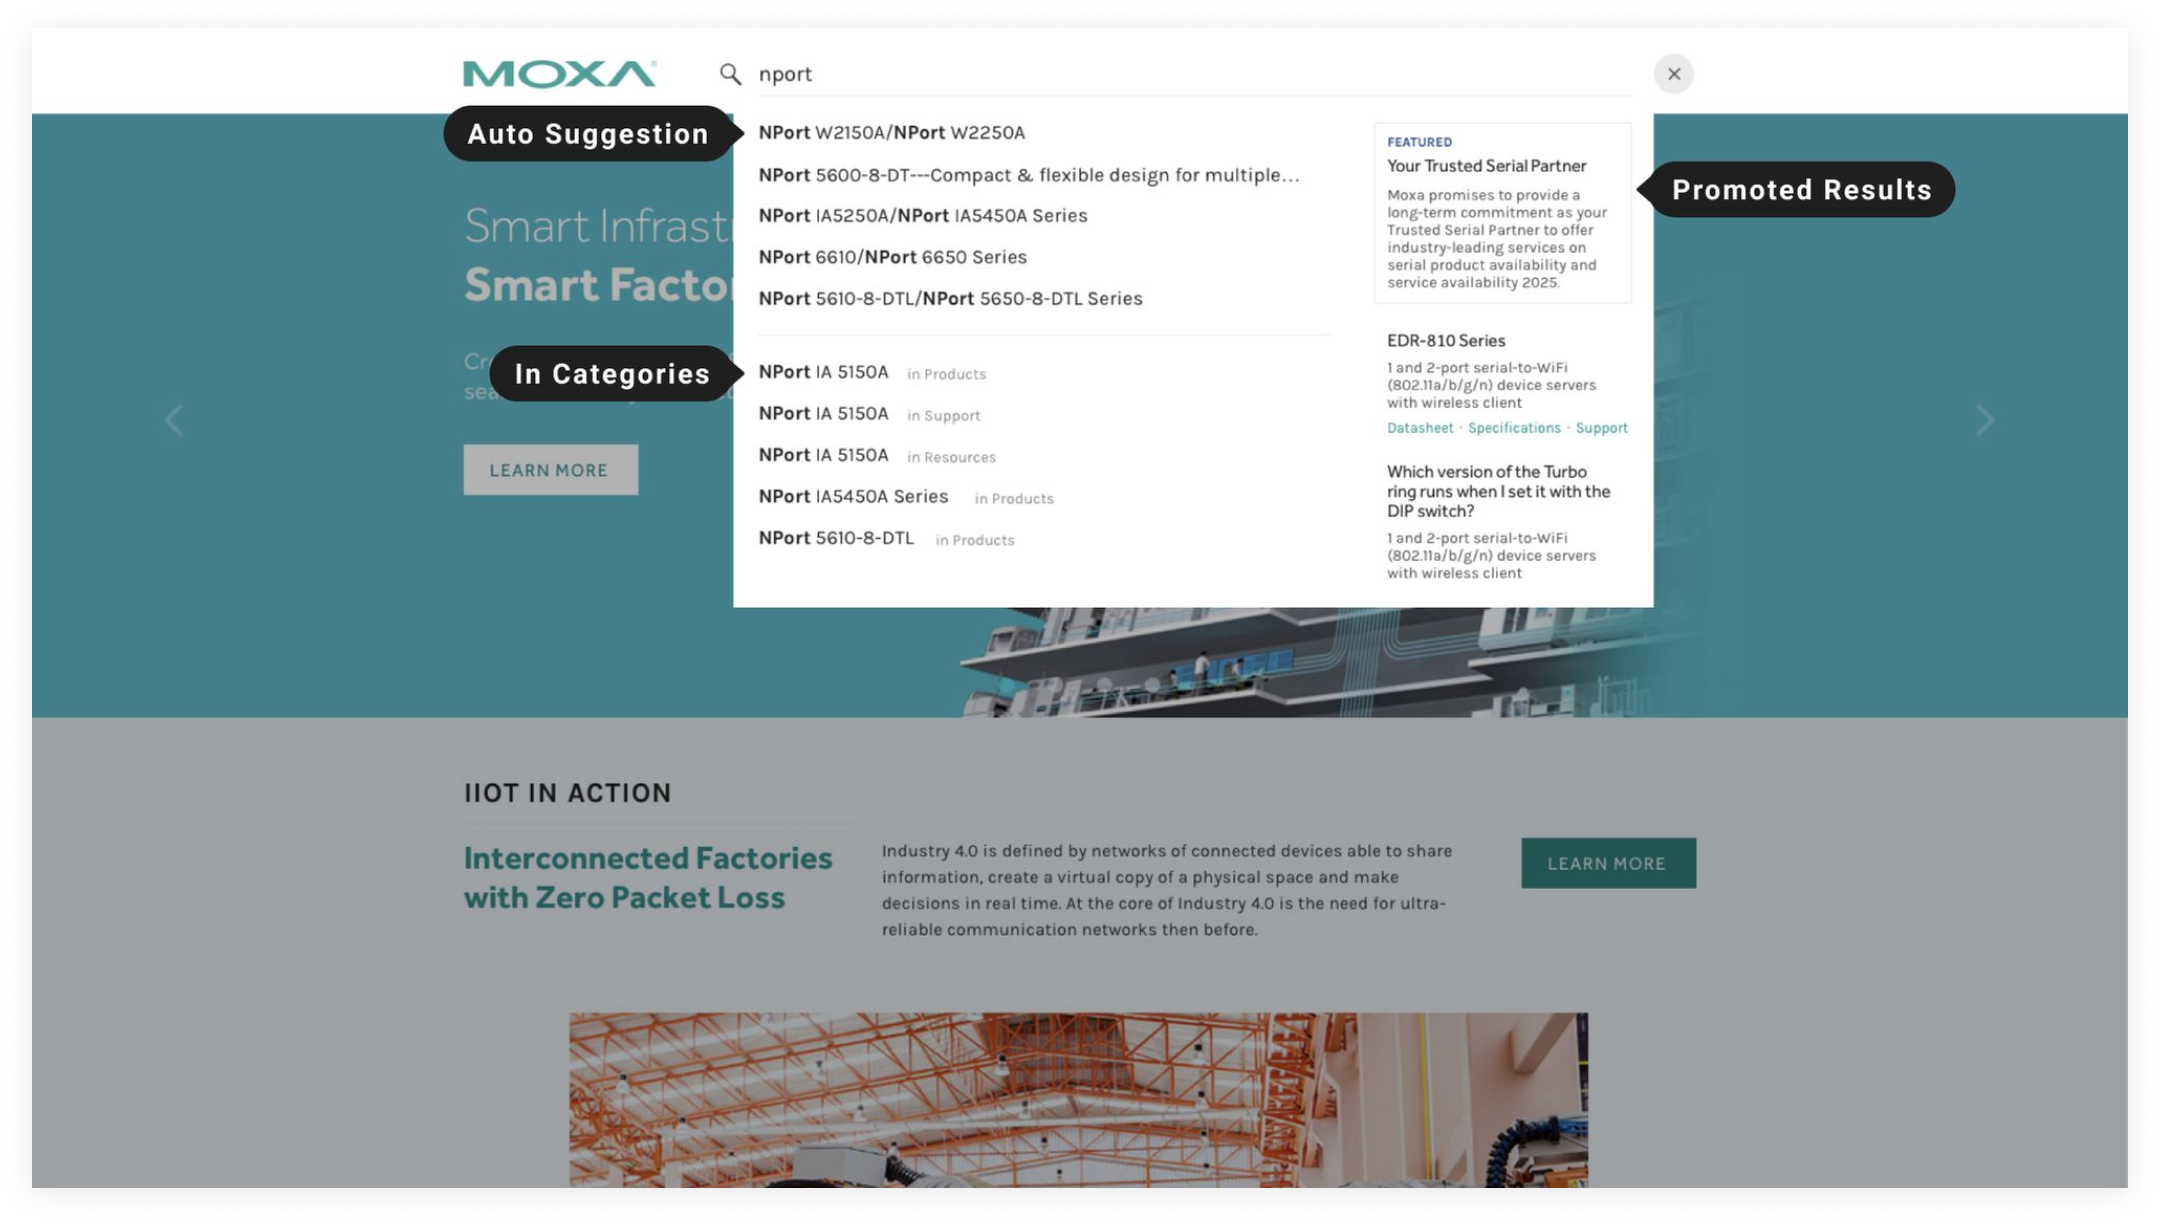 MOXA
nport
Auto Suggestion
NPort W2150A/NPort W2250A
NPort 5600-8-DT---Compact & flexible design for multiple...
NPort IA5250A/NPort IA5450A Series
NPort 6610/NPort 6650 Series
NPort 5610-8-DTL/NPort 5650-8-DTL Series
In Categories
NPort IA 5150A in Products
NPort IA 5150A in Support
NPort IA 5150A in Resources
NPort IA5450A Series in Products
NPort 5610-8-DTL in Products
FEATURED
Your Trusted Serial Partner
Moxa promises to provide a
long-term commitment as your
Trusted Serial Partner to offer
industry-leading services on
serial product availability and
service availability 2025.
Promoted Results
EDR-810 Series
1 and 2-port serial-to-WiFi
(802.11a/b/g/n) device servers
with wireless client
Datasheet · Specifications · Support
Which version of the Turbo
ring runs when I set it with the
DIP switch?
1 and 2-port serial-to-WiFi
(802.11a/b/g/n) device servers
with wireless client
Smart Infrast
Smart Facto
LEARN MORE
IIOT IN ACTION
Interconnected Factories
with Zero Packet Loss
Industry 4.0 is defined by networks of connected devices able to share
information, create a virtual copy of a physical space and make
decisions in real time. At the core of Industry 4.0 is the need for ultra-
reliable communication networks then before.
LEARN MORE